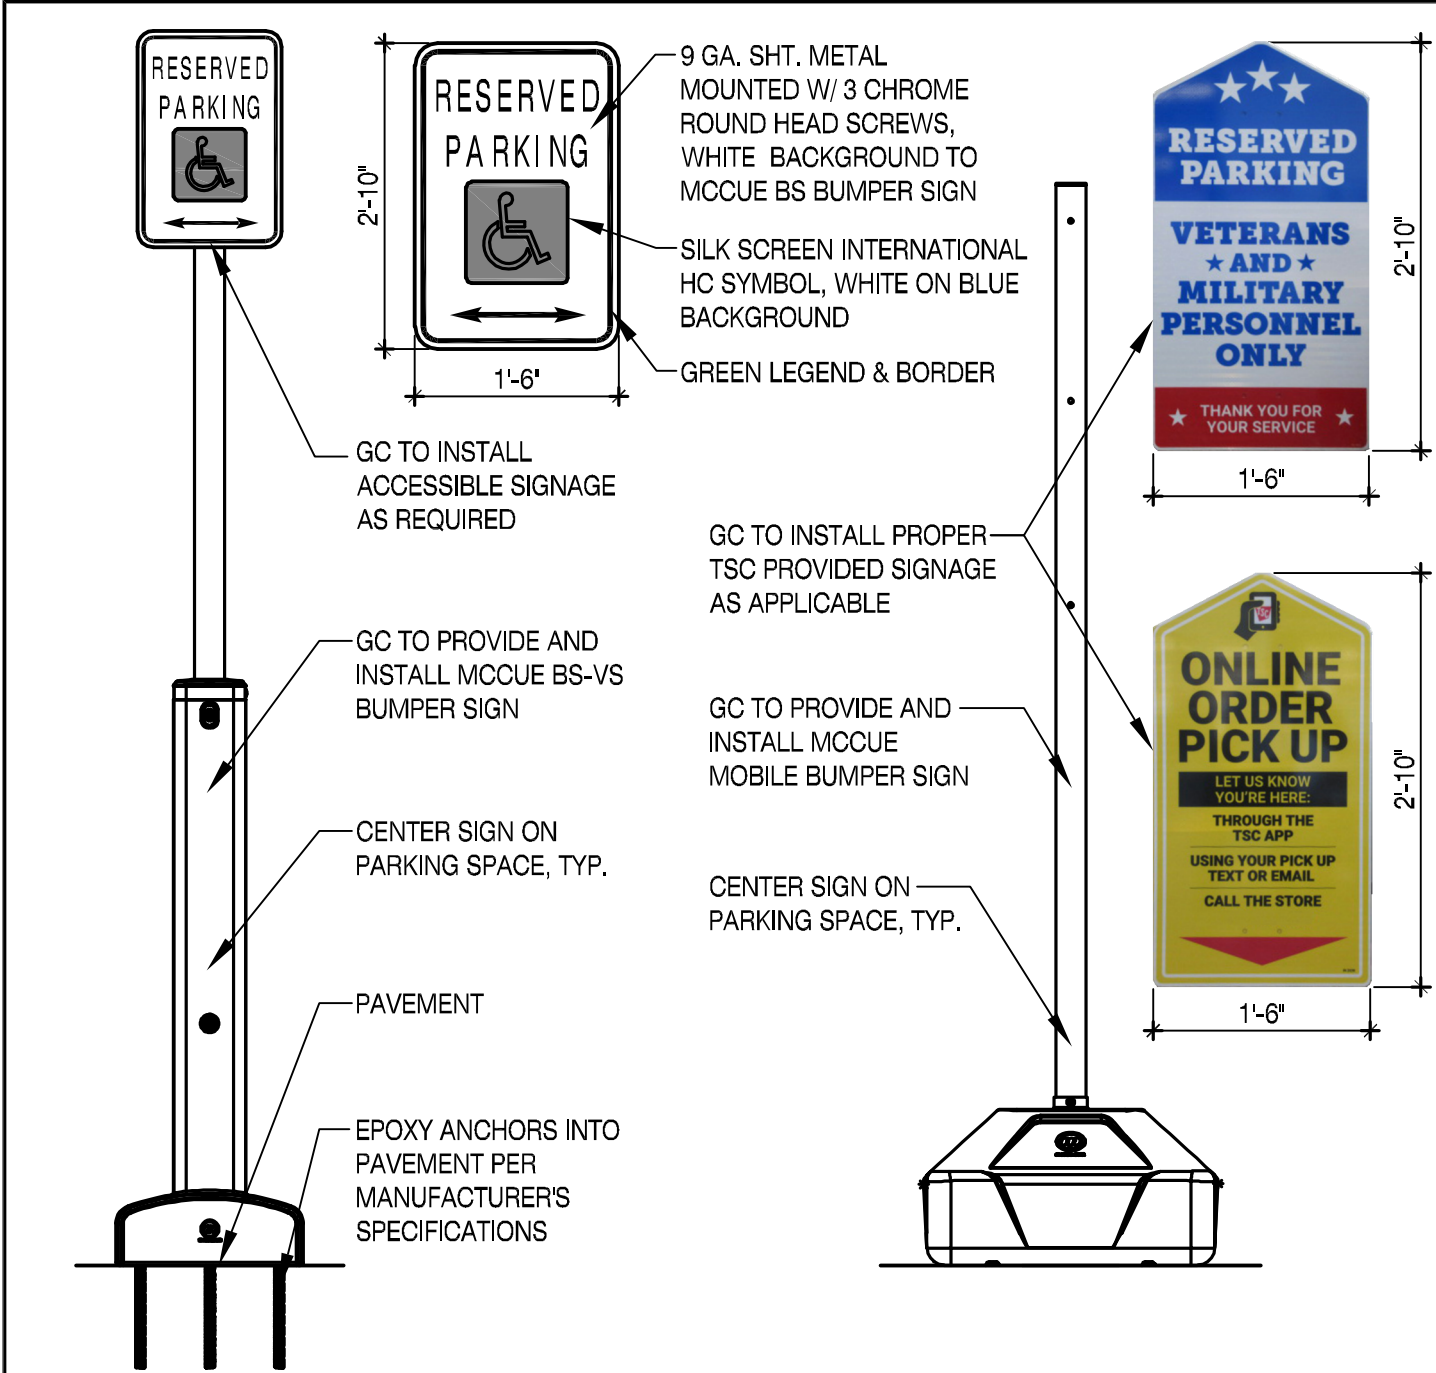 RESERVED
PARKING
RESERVED
PARKING
2'-10"
1'-6"
9 GA. SHT. METAL
MOUNTED W/ 3 CHROME
ROUND HEAD SCREWS,
WHITE BACKGROUND TO
MCCUE BS BUMPER SIGN
SILK SCREEN INTERNATIONAL
HC SYMBOL, WHITE ON BLUE
BACKGROUND
GREEN LEGEND & BORDER
GC TO INSTALL
ACCESSIBLE SIGNAGE
AS REQUIRED
GC TO PROVIDE AND
INSTALL MCCUE BS-VS
BUMPER SIGN
CENTER SIGN ON
PARKING SPACE, TYP.
PAVEMENT
EPOXY ANCHORS INTO
PAVEMENT PER
MANUFACTURER'S
SPECIFICATIONS
GC TO INSTALL PROPER
TSC PROVIDED SIGNAGE
AS APPLICABLE
GC TO PROVIDE AND
INSTALL MCCUE
MOBILE BUMPER SIGN
CENTER SIGN ON
PARKING SPACE, TYP.
RESERVED
PARKING
VETERANS
AND
MILITARY
PERSONNEL
ONLY
THANK YOU FOR
YOUR SERVICE
2'-10"
1'-6"
ONLINE
ORDER
PICK UP
LET US KNOW
YOU'RE HERE:
THROUGH THE
TSC APP
USING YOUR PICK UP
TEXT OR EMAIL
CALL THE STORE
2'-10"
1'-6"